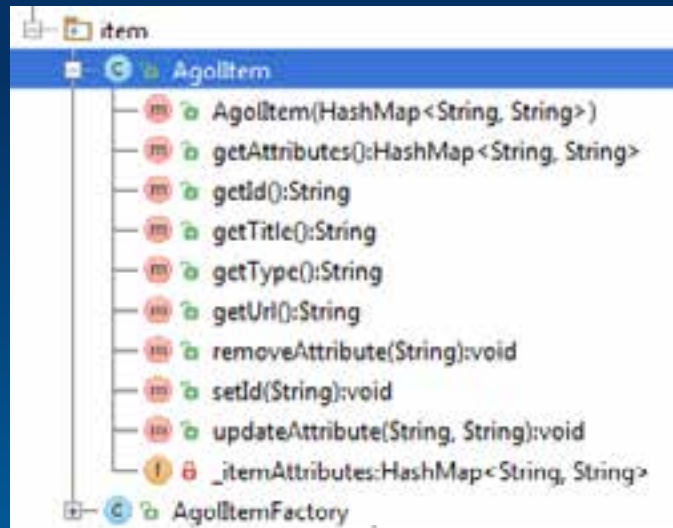 item
AgolItem
AgolItem(HashMap<String, String>)
getAttributes():HashMap<String, String>
getId():String
getTitle():String
getType():String
getUrl():String
removeAttribute(String):void
setId(String):void
updateAttribute(String, String):void
_itemAttributes:HashMap<String, String>
AgolItemFactory